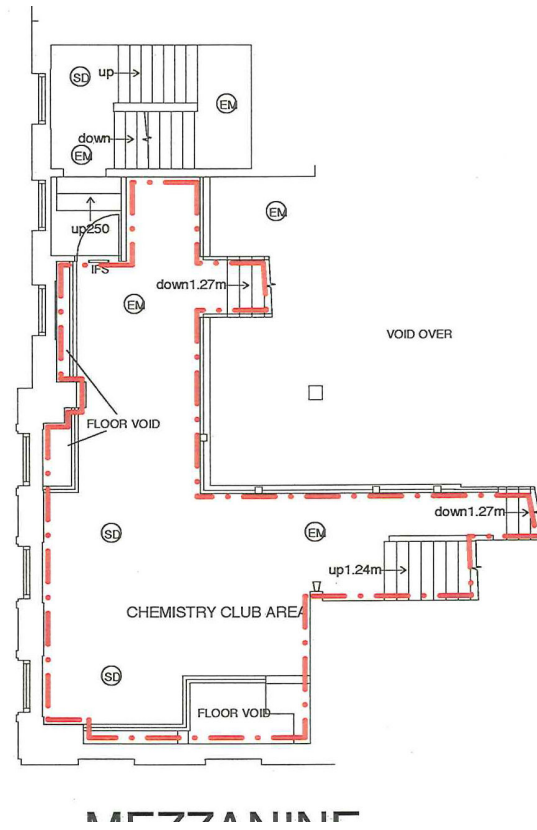 SD
up
EM
down
EM
up250
EM
IFS
down1.27m
EM
VOID OVER
FLOOR VOID
down1.27m
SD
EM
up1.24m
CHEMISTRY CLUB AREA
SD
FLOOR VOID
MEZZANINE